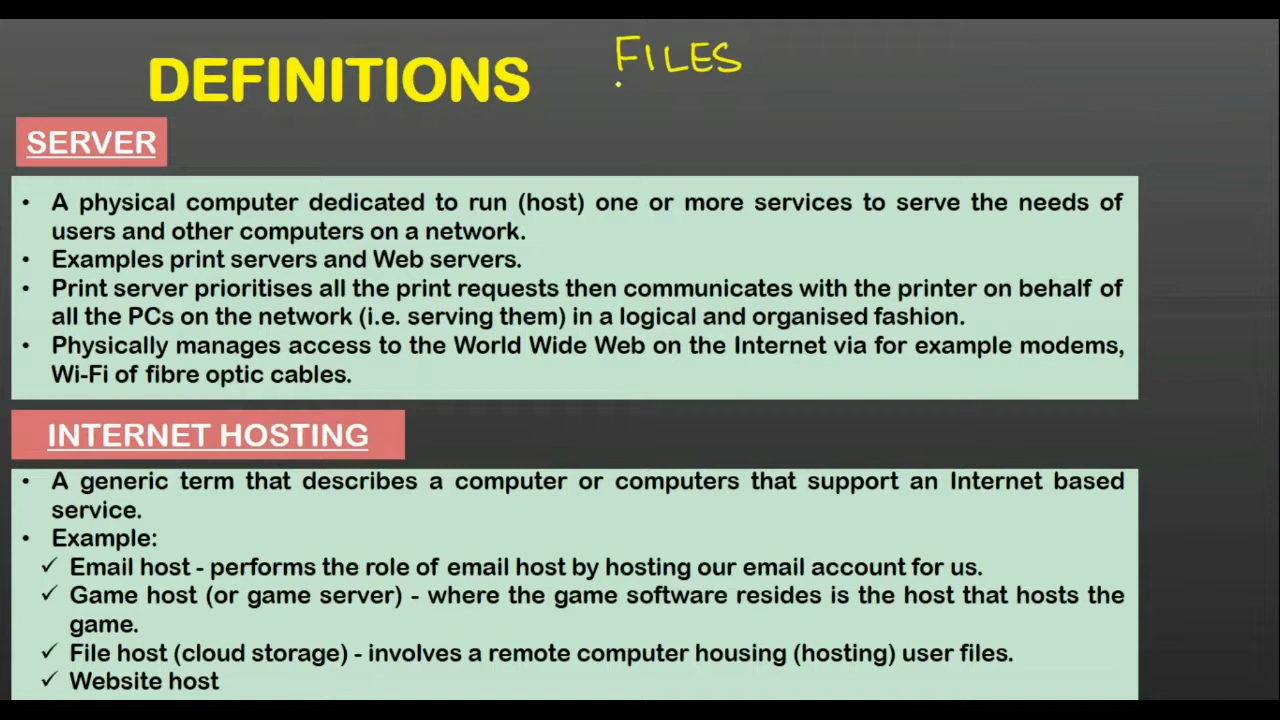 DEFINITIONS
FILES
SERVER
• A physical computer dedicated to run (host) one or more services to serve the needs of
users and other computers on a network.
• Examples print servers and Web servers.
• Print server prioritises all the print requests then communicates with the printer on behalf of
all the PCs on the network (i.e. serving them) in a logical and organised fashion.
• Physically manages access to the World Wide Web on the Internet via for example modems,
Wi-Fi of fibre optic cables.
INTERNET HOSTING
• A generic term that describes a computer or computers that support an Internet based
service.
• Example:
✓ Email host - performs the role of email host by hosting our email account for us.
✓ Game host (or game server) - where the game software resides is the host that hosts the
game.
✓ File host (cloud storage) - involves a remote computer housing (hosting) user files.
✓ Website host